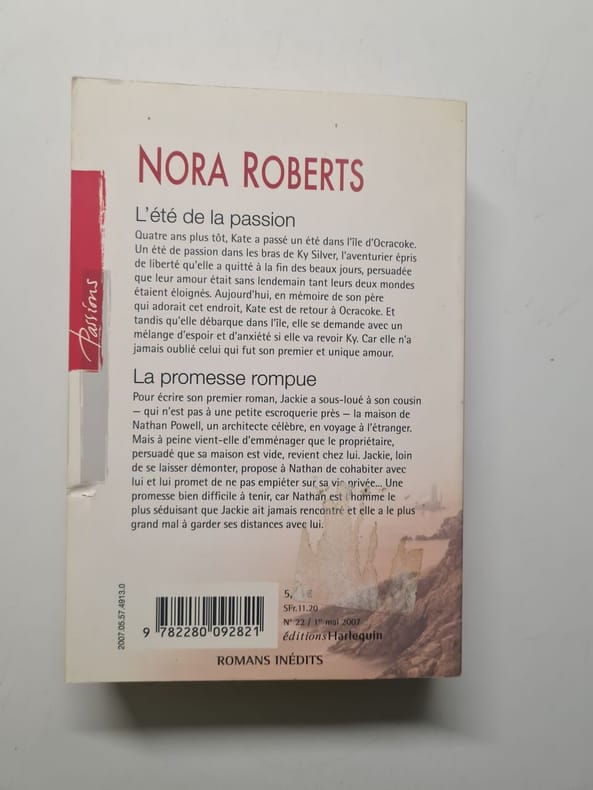 NORA ROBERTS
L'été de la passion
Quatre ans plus tôt, Kate a passé un été dans l'île d'Ocracoke.
Un été de passion dans les bras de Ky Silver, l'aventurier épris
de liberté qu'elle a quitté à la fin des beaux jours, persuadée
que leur amour était sans lendemain tant leurs deux mondes
étaient éloignés. Aujourd'hui, en mémoire de son père
qui adorait cet endroit, Kate est de retour à Ocracoke. Et
tandis qu'elle débarque dans l'île, elle se demande avec un
mélange d'espoir et d'anxiété si elle va revoir Ky. Car elle n'a
jamais oublié celui qui fut son premier et unique amour.
La promesse rompue
Pour écrire son premier roman, Jackie a sous-loué à son cousin
— qui n'est pas à une petite escroquerie près — la maison de
Nathan Powell, un architecte célèbre, en voyage à l'étranger.
Mais à peine vient-elle d'emménager que le propriétaire,
persuadé que sa maison est vide, revient chez lui. Jackie, loin
de se laisser démonter, propose à Nathan de cohabiter avec
lui et lui promet de ne pas empiéter sur sa vie privée... Une
promesse bien difficile à tenir, car Nathan est l'homme le
plus séduisant que Jackie ait jamais rencontré et elle a le plus
grand mal à garder ses distances avec lui.
Passions
2007.05.57.4913.0
9 782280 092821
5,
SFr.11.20
N° 22 / 1er mai 2007
éditions Harlequin
ROMANS INÉDITS